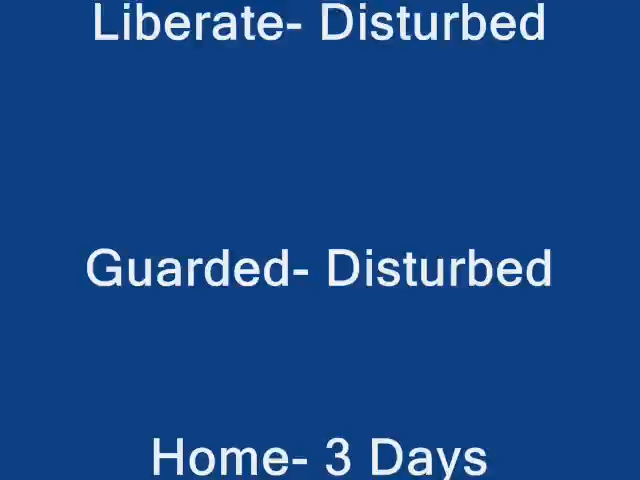 Liberate- Disturbed
Guarded- Disturbed
Home- 3 Days